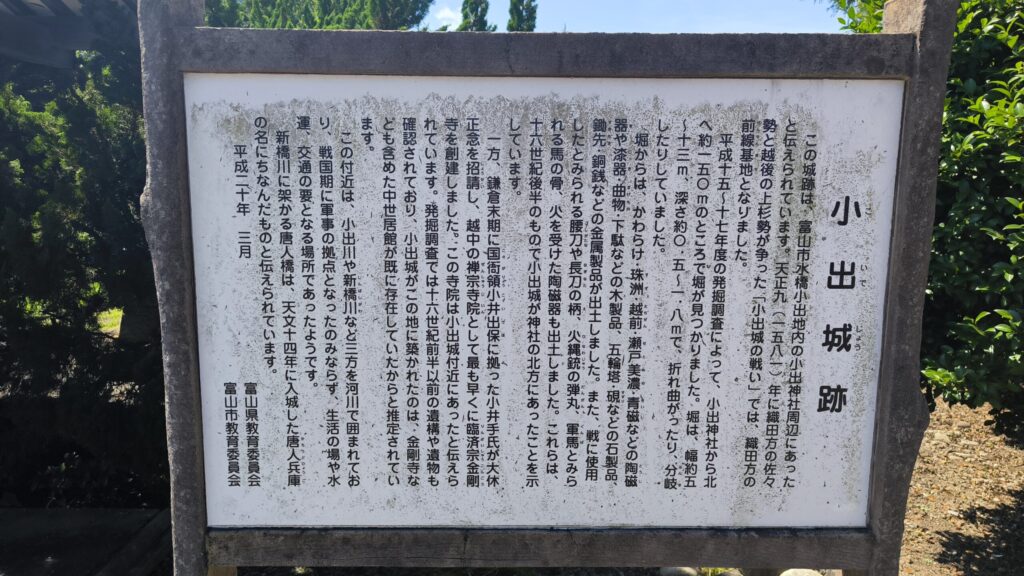 小出城跡
こいでじょう
この城跡は、富山市水橋小出地内の小出神社周辺にあった
と伝えられています。天正九(一五八一)年に織田方の佐々
勢と越後の上杉勢が争った「小出城の戦い」では、織田方の
前線基地となりました。
平成十五〜十七年度の発掘調査によって、小出神社から北
へ約一五〇mのところで堀が見つかりました。堀は、幅約五
〜十三m、深さ約〇.五〜一.八mで、折れ曲がったり、分岐
したりしていました。
堀からは、かわらけ・珠洲・越前・瀬戸美濃・青磁などの陶磁
器や漆器・曲物・下駄などの木製品、五輪塔・硯などの石製品
鋤先・銅銭などの金属製品が出土しました。また、戦に使用
したとみられる腰刀や長刀の柄、火縄銃の弾丸、軍馬とみら
れる馬の骨、火を受けた陶磁器も出土しました。これらは、
十六世紀後半のもので小出城が神社の北方にあったことを示
しています。
一方、鎌倉末期に国衙領小井出保に拠った小井手氏が大休
正念を招請し、越中の禅宗寺院として最も早くに臨済宗金剛
寺を創建しました。この寺院は小出城付近にあったと伝えら
れています。発掘調査では十六世紀前半以前の遺構や遺物も
確認されており、小出城がこの地に築かれたのは、金剛寺な
ども含めた中世居館が既に存在していたからと推定されてい
ます。
この付近は、小出川や新橋川など三方を河川で囲まれてお
り、戦国期に軍事の拠点となったのみならず、生活の場や水
運、交通の要となる場所であったようです。
新橋川に架かる唐人橋は、天文十四年に入城した唐人兵庫
の名にちなんだものと伝えられています。
平成二十年 三月
富山県教育委員会
富山市教育委員会